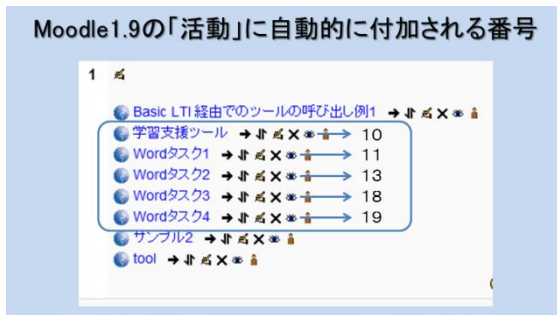 Moodle1.9の「活動」に自動的に付加される番号
1
Basic LTI 経由でのツールの呼び出し例1
学習支援ツール 10
Wordタスク1 11
Wordタスク2 13
Wordタスク3 18
Wordタスク4 19
サンプル2
tool